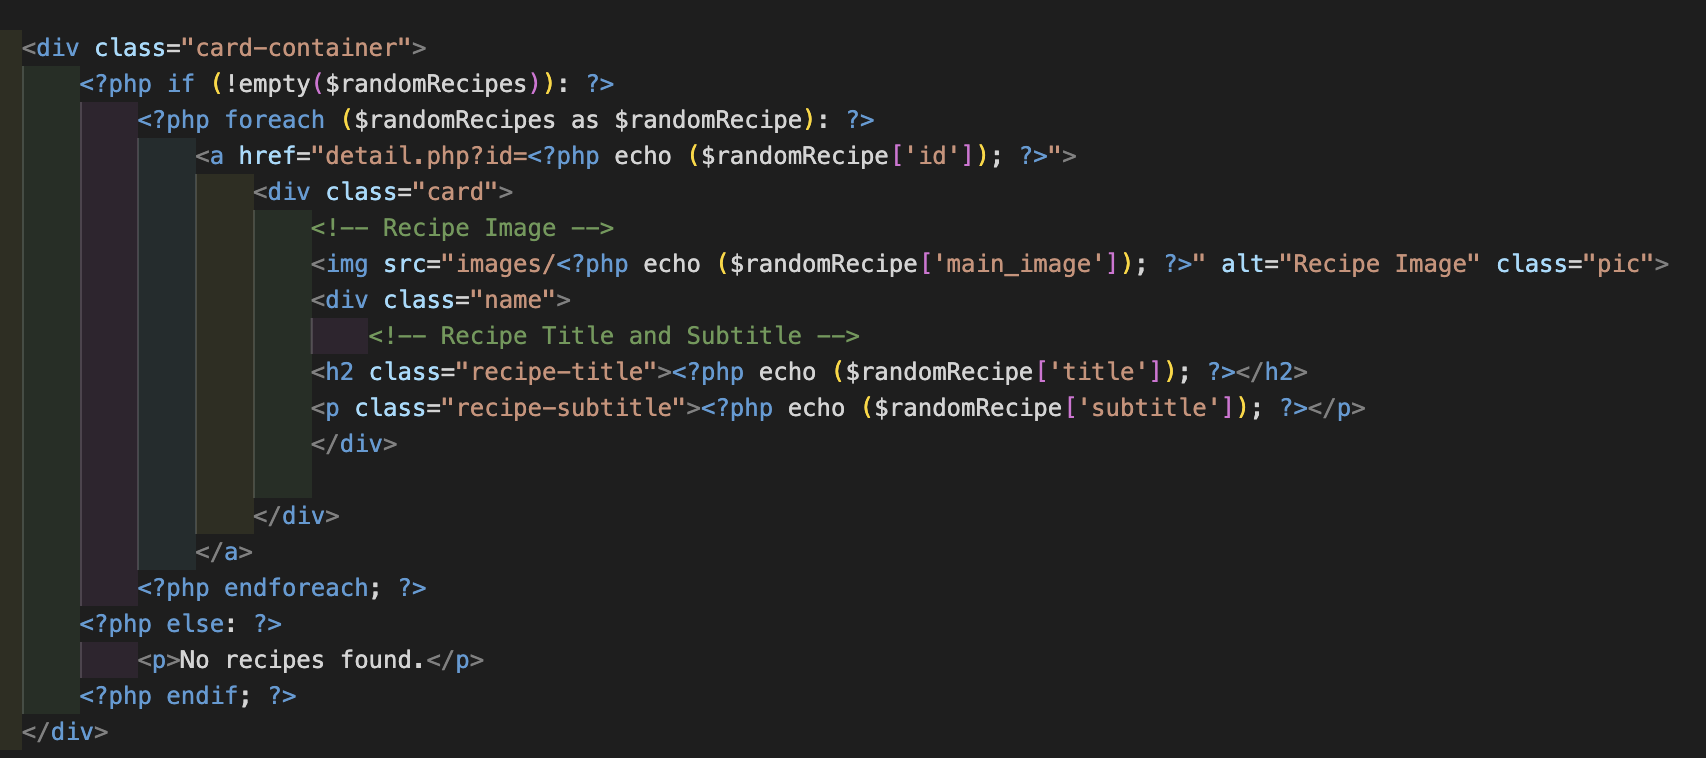 <div class="card-container">
<?php if (!empty($randomRecipes)): ?>
<?php foreach ($randomRecipes as $randomRecipe): ?>
<a href="detail.php?id=<?php echo ($randomRecipe['id']); ?>">
<div class="card">
<!-- Recipe Image -->
<img src="images/<?php echo ($randomRecipe['main_image']); ?>" alt="Recipe Image" class="pic">
<div class="name">
<!-- Recipe Title and Subtitle -->
<h2 class="recipe-title"><?php echo ($randomRecipe['title']); ?></h2>
<p class="recipe-subtitle"><?php echo ($randomRecipe['subtitle']); ?></p>
</div>
</div>
</a>
<?php endforeach; ?>
<?php else: ?>
<p>No recipes found.</p>
<?php endif; ?>
</div>